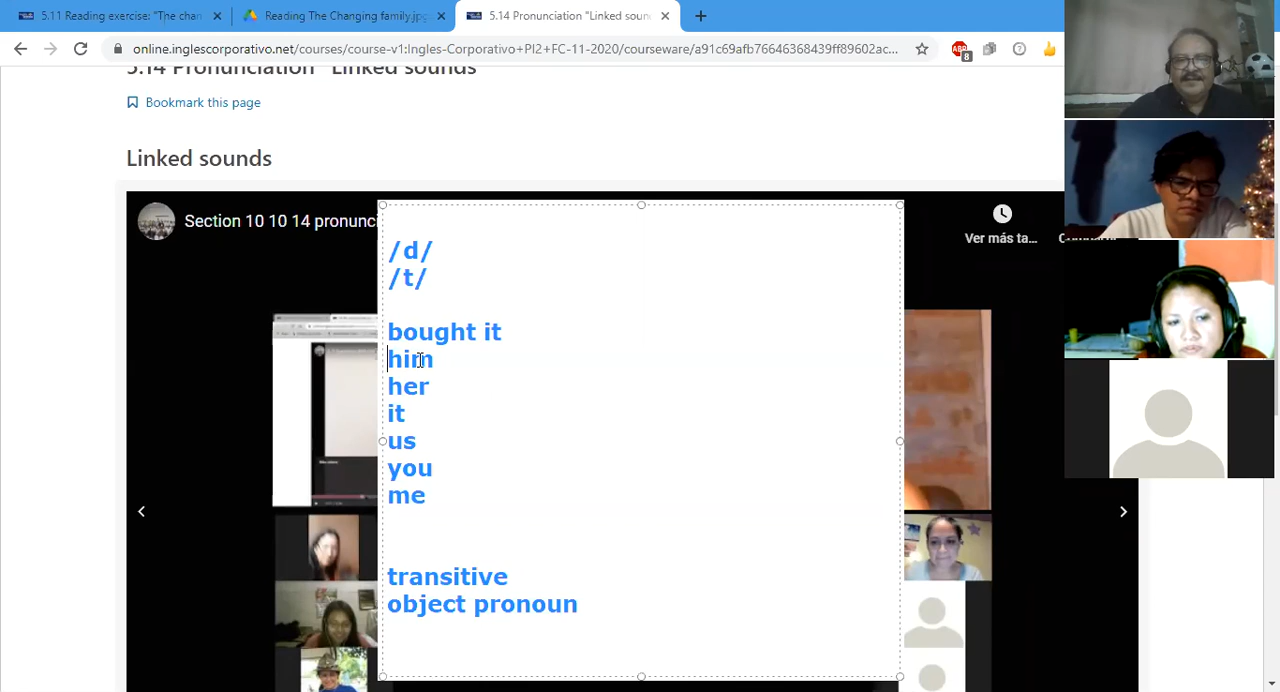 5.11 Reading exercise: "The chan
Reading The Changing family.jpg
5.14 Pronunciation "Linked soun
online.inglescorporativo.net/courses/course-v1:Ingles-Corporativo+PI2+FC-11-2020/courseware/a91c69afb76646368439ff89602ac...
ABP
8
5.14 Pronunciation "Linked sounds
Bookmark this page
Linked sounds
Section 10 10 14 pronunci
Ver más ta...
/d/
/t/
bought it
him
her
it
us
you
me
transitive
object pronoun